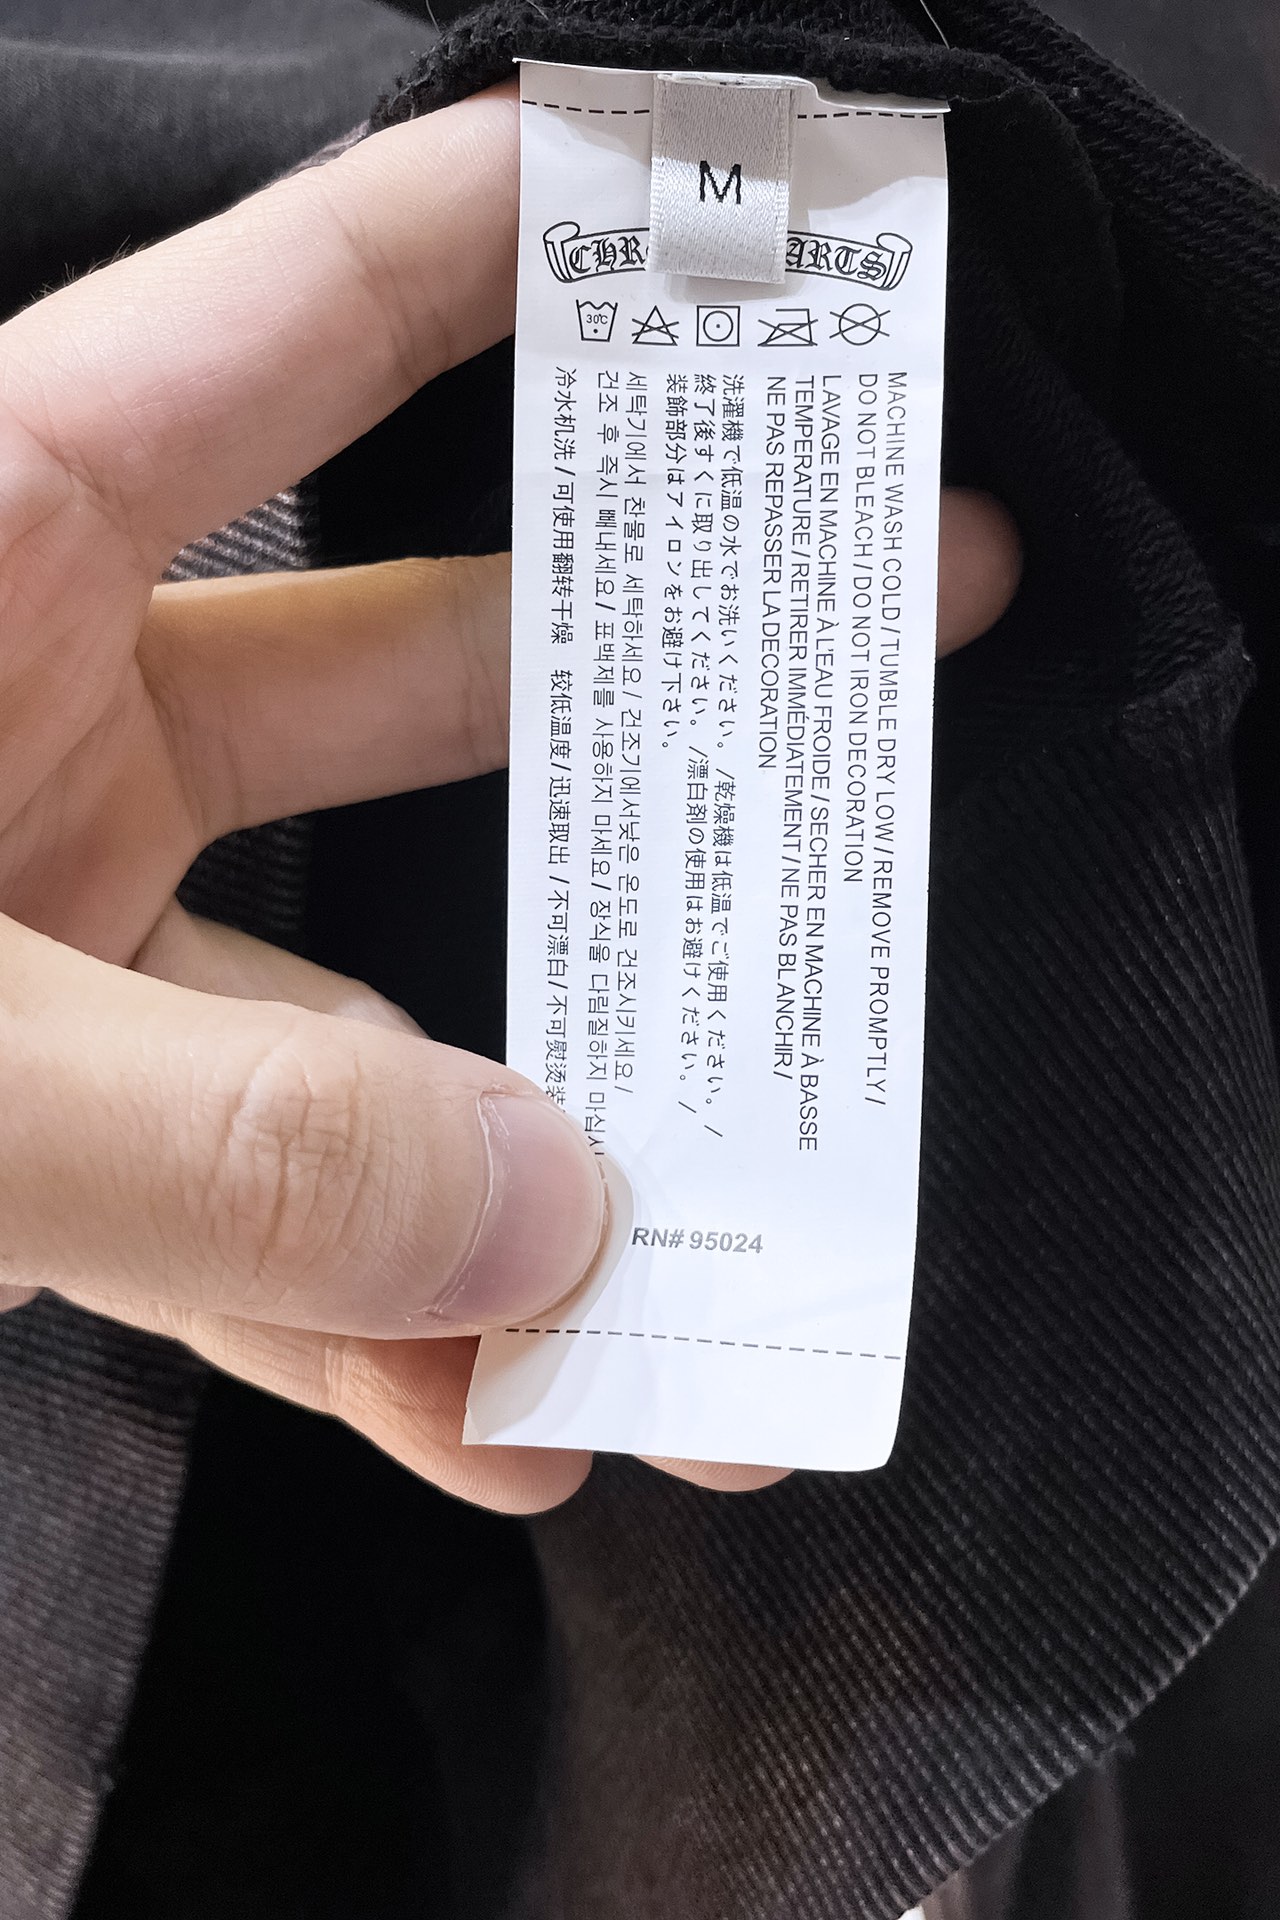 M
CHR
ARTS
30℃
MACHINE WASH COLD / TUMBLE DRY LOW / REMOVE PROMPTLY /
DO NOT BLEACH / DO NOT IRON DECORATION
LAVAGE EN MACHINE À L'EAU FROIDE / SECHER EN MACHINE À BASSE
TEMPERATURE / RETIRER IMMÉDIATEMENT / NE PAS BLANCHIR /
NE PAS REPASSER LA DECORATION
洗濯機で低温の水でお洗いください。/乾燥機は低温でご使用ください。/
終了後すくに取り出してください。/漂白剤の使用はお避けください。/
装飾部分はアイロンをお避け下さい。
세탁기에서 찬물로 세탁하세요/ 건조기에서낮은 온도로 건조시키세요/
건조 후 즉시 빼내세요/ 표백제를 사용하지 마세요/ 장식을 다림질하지
冷水机洗 / 可使用翻转干燥 较低温度 / 迅速取出 / 不可漂白 / 不可熨烫装
RN# 95024